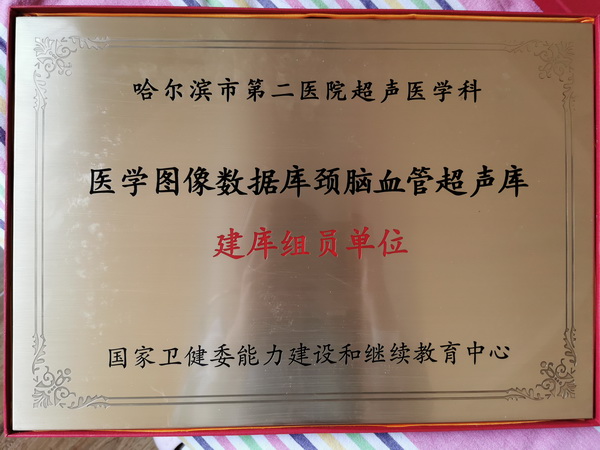 哈尔滨市第二医院超声医学科
医学图像数据库颈脑血管超声库
建库组员单位
国家卫健委能力建设和继续教育中心